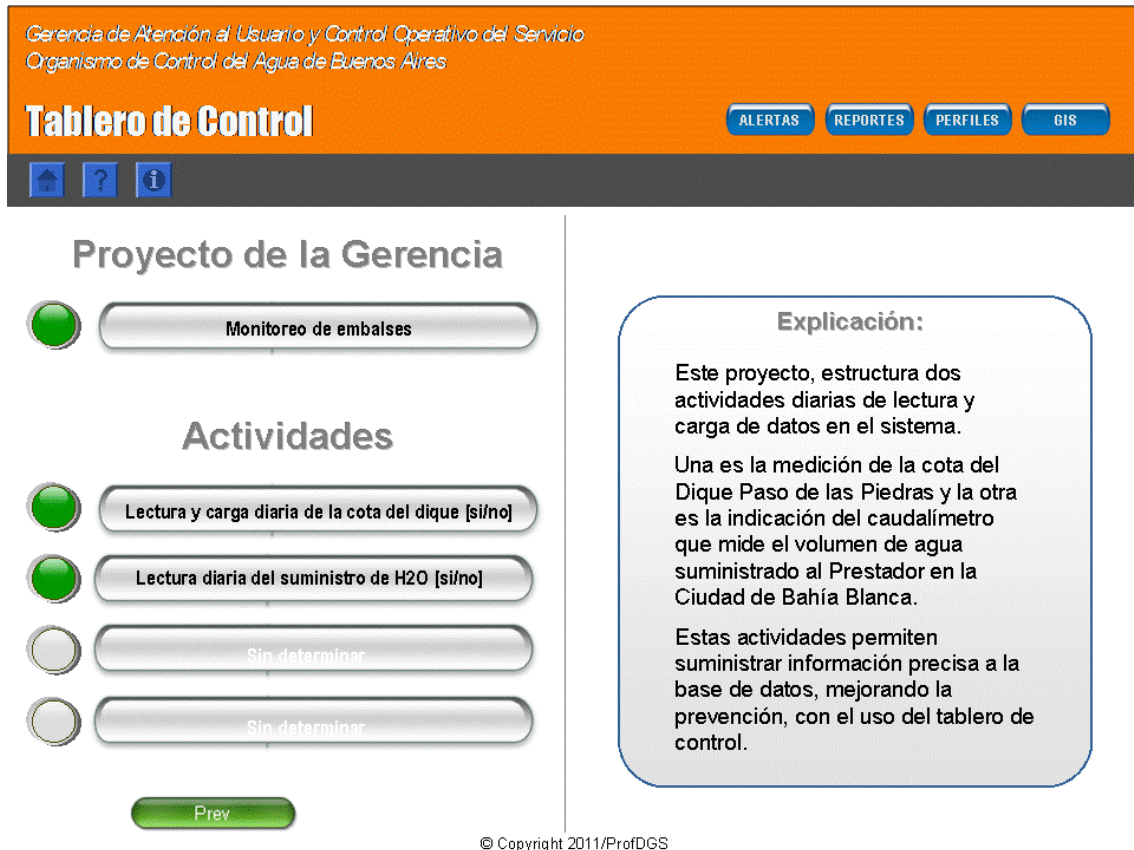 Gerencia de Atención al Usuario y Control Operativo del Servicio
Organismo de Control del Agua de Buenos Aires
Tablero de Control
ALERTAS REPORTES PERFILES GIS
?
i
Proyecto de la Gerencia
Monitoreo de embalses
Actividades
Lectura y carga diaria de la cota del dique [si/no]
Lectura diaria del suministro de H2O [si/no]
Sin determinar
Sin determinar
Prev
Explicación:
Este proyecto, estructura dos
actividades diarias de lectura y
carga de datos en el sistema.
Una es la medición de la cota del
Dique Paso de las Piedras y la otra
es la indicación del caudalímetro
que mide el volumen de agua
suministrado al Prestador en la
Ciudad de Bahía Blanca.
Estas actividades permiten
suministrar información precisa a la
base de datos, mejorando la
prevención, con el uso del tablero de
control.
© Copyright 2011/ProfDGS